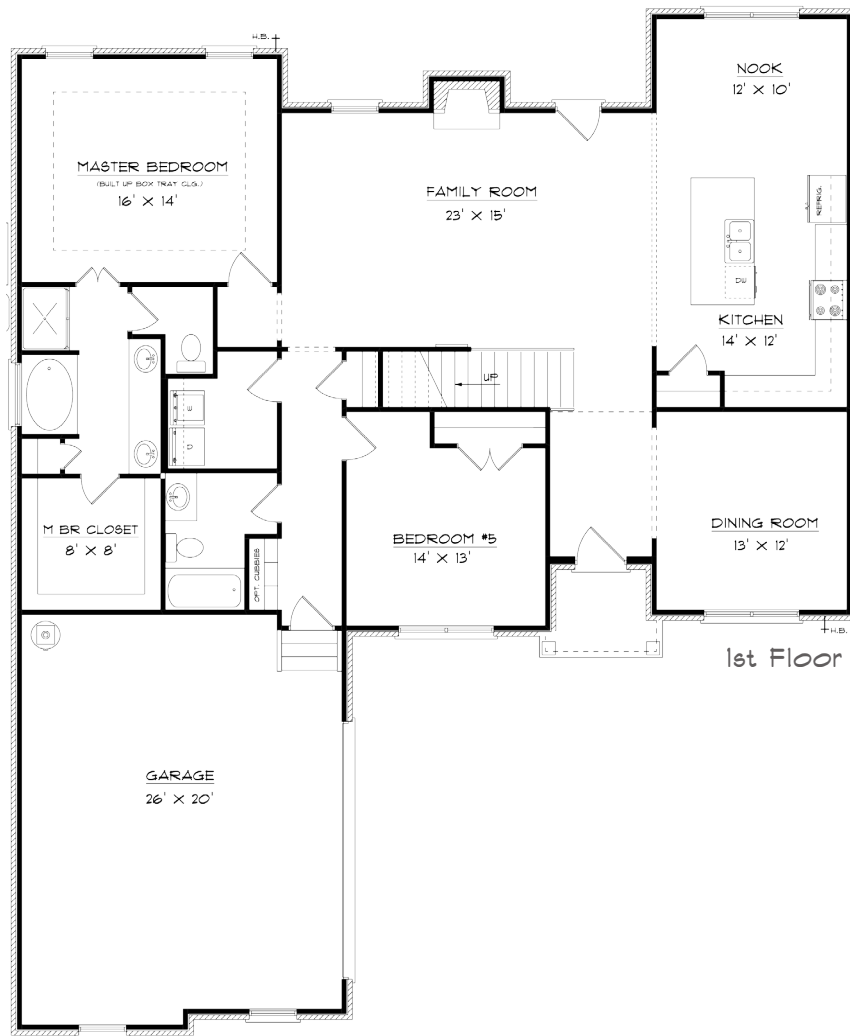 H.B.
NOOK
12' X 10'
MASTER BEDROOM
(BUILT UP BOX TRAY CLG.)
16' X 14'
FAMILY ROOM
23' X 15'
REFRIG.
DW
KITCHEN
14' X 12'
UP
M BR CLOSET
8' X 8'
OPT. CUBBIES
BEDROOM #5
14' X 13'
DINING ROOM
13' X 12'
H.B.
1st Floor
GARAGE
26' X 20'